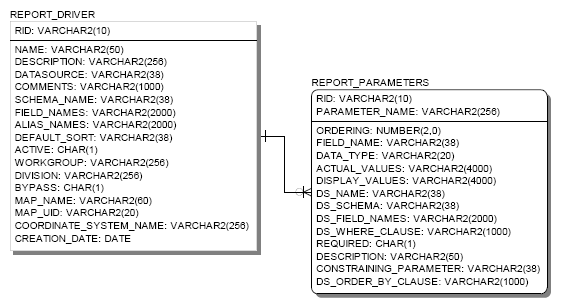 REPORT_DRIVER
RID: VARCHAR2(10)
NAME: VARCHAR2(50)
DESCRIPTION: VARCHAR2(256)
DATASOURCE: VARCHAR2(38)
COMMENTS: VARCHAR2(1000)
SCHEMA_NAME: VARCHAR2(38)
FIELD_NAMES: VARCHAR2(2000)
ALIAS_NAMES: VARCHAR2(2000)
DEFAULT_SORT: VARCHAR2(38)
ACTIVE: CHAR(1)
WORKGROUP: VARCHAR2(256)
DIVISION: VARCHAR2(256)
BYPASS: CHAR(1)
MAP_NAME: VARCHAR2(60)
MAP_UID: VARCHAR2(20)
COORDINATE_SYSTEM_NAME: VARCHAR2(256)
CREATION_DATE: DATE
REPORT_PARAMETERS
RID: VARCHAR2(10)
PARAMETER_NAME: VARCHAR2(256)
ORDERING: NUMBER(2,0)
FIELD_NAME: VARCHAR2(38)
DATA_TYPE: VARCHAR2(20)
ACTUAL_VALUES: VARCHAR2(4000)
DISPLAY_VALUES: VARCHAR2(4000)
DS_NAME: VARCHAR2(38)
DS_SCHEMA: VARCHAR2(38)
DS_FIELD_NAMES: VARCHAR2(2000)
DS_WHERE_CLAUSE: VARCHAR2(1000)
REQUIRED: CHAR(1)
DESCRIPTION: VARCHAR2(50)
CONSTRAINING_PARAMETER: VARCHAR2(38)
DS_ORDER_BY_CLAUSE: VARCHAR2(1000)